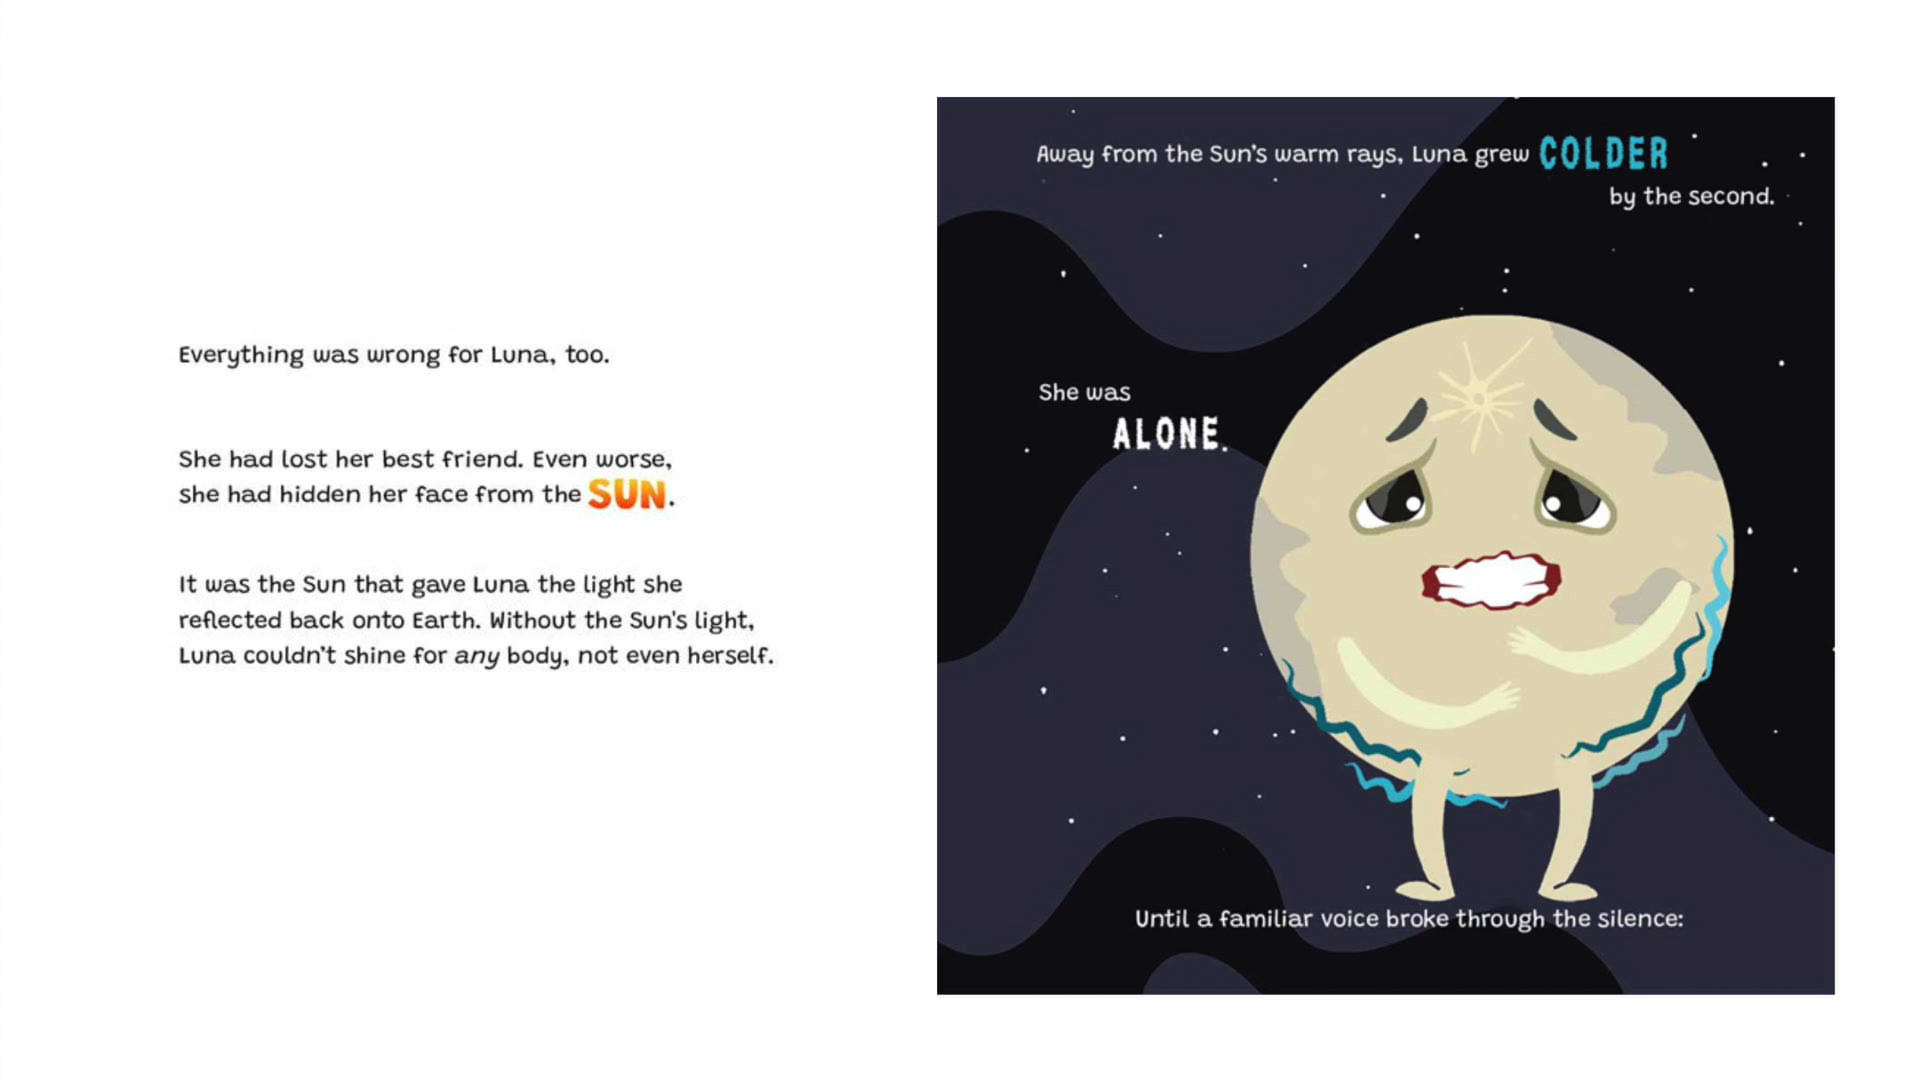 Everything was wrong for Luna, too.
She had lost her best friend. Even worse,
she had hidden her face from the SUN.
It was the Sun that gave Luna the light she
reflected back onto Earth. Without the Sun's light,
Luna couldn't shine for any body, not even herself.
Away from the Sun's warm rays, Luna grew COLDER
by the second.
She was
ALONE.
Until a familiar voice broke through the silence: